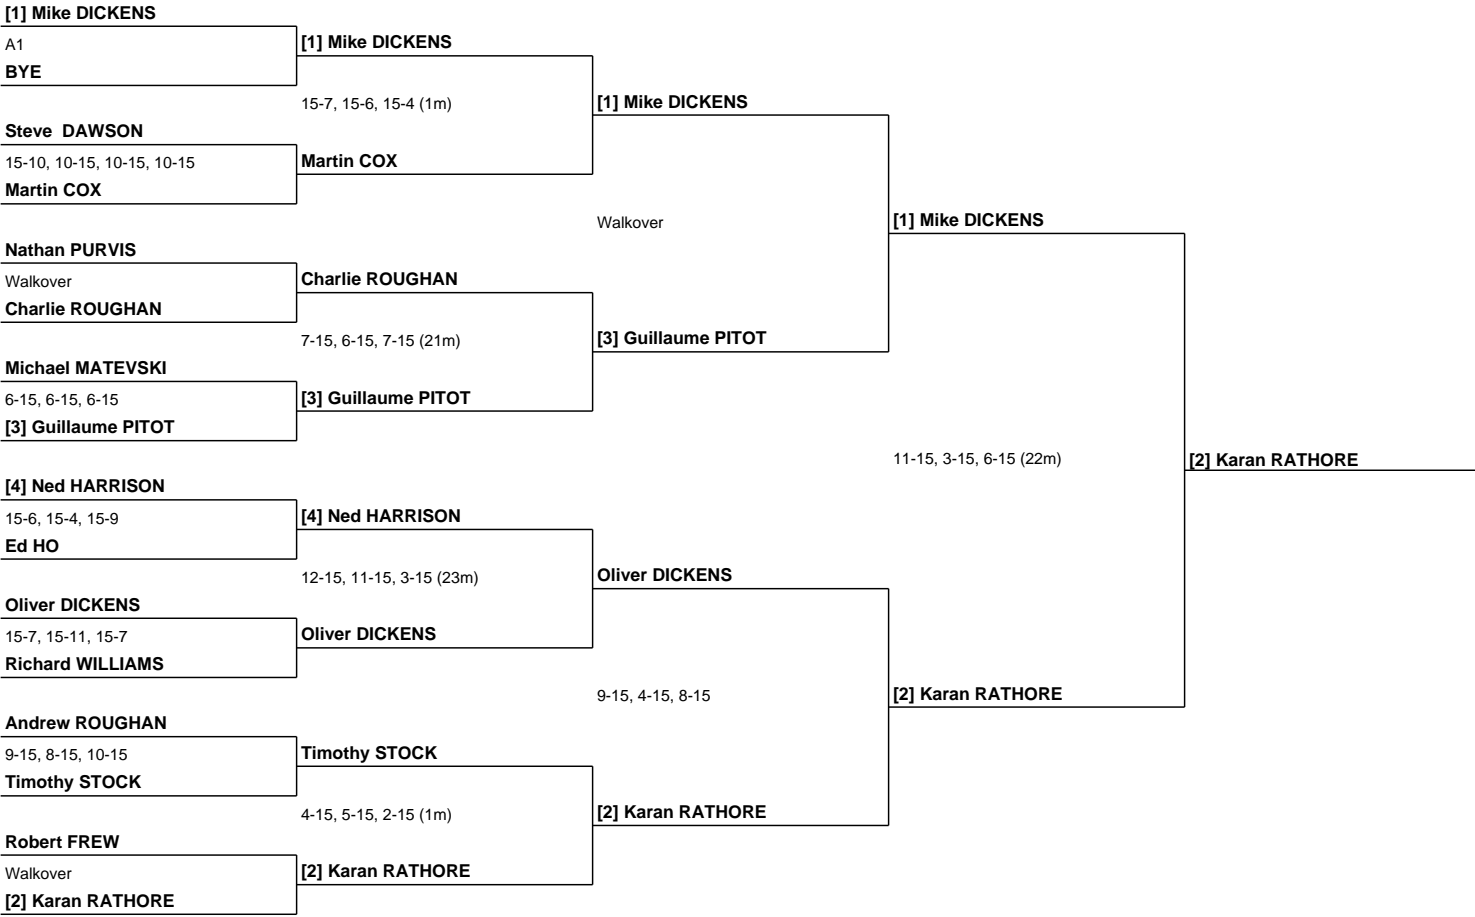 [1] Mike DICKENS
A1
BYE
Steve  DAWSON
15-10, 10-15, 10-15, 10-15
Martin COX
Nathan PURVIS
Walkover
Charlie ROUGHAN
Michael MATEVSKI
6-15, 6-15, 6-15
[3] Guillaume PITOT
[4] Ned HARRISON
15-6, 15-4, 15-9
Ed HO
Oliver DICKENS
15-7, 15-11, 15-7
Richard WILLIAMS
Andrew ROUGHAN
9-15, 8-15, 10-15
Timothy STOCK
Robert FREW
Walkover
[2] Karan RATHORE
[1] Mike DICKENS
15-7, 15-6, 15-4 (1m)
Martin COX
Charlie ROUGHAN
7-15, 6-15, 7-15 (21m)
[3] Guillaume PITOT
[4] Ned HARRISON
12-15, 11-15, 3-15 (23m)
Oliver DICKENS
Timothy STOCK
4-15, 5-15, 2-15 (1m)
[2] Karan RATHORE
[1] Mike DICKENS
Walkover
[3] Guillaume PITOT
Oliver DICKENS
9-15, 4-15, 8-15
[2] Karan RATHORE
[1] Mike DICKENS
11-15, 3-15, 6-15 (22m)
[2] Karan RATHORE
[2] Karan RATHORE